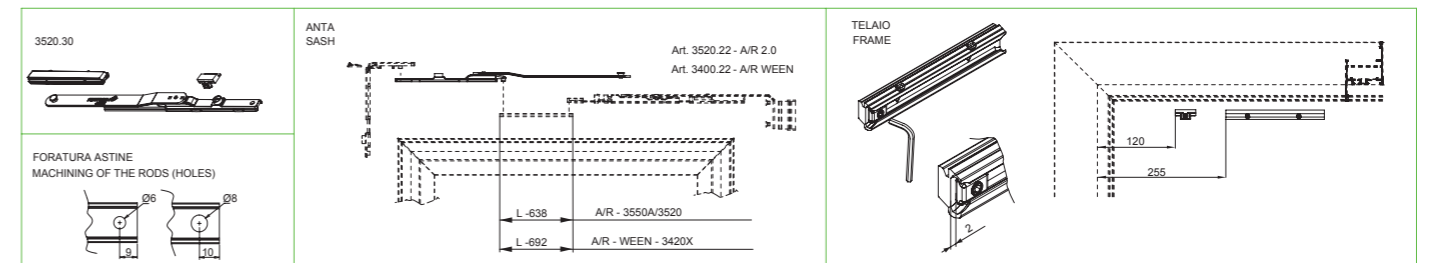 3520.30
FORATURA ASTINE
MACHINING OF THE RODS (HOLES)
Ø6
Ø8
9
10
ANTA
SASH
Art. 3520.22 - A/R 2.0
Art. 3400.22 - A/R WEEN
L -638
A/R - 3550A/3520
L -692
A/R - WEEN - 3420X
TELAIO
FRAME
2
120
255